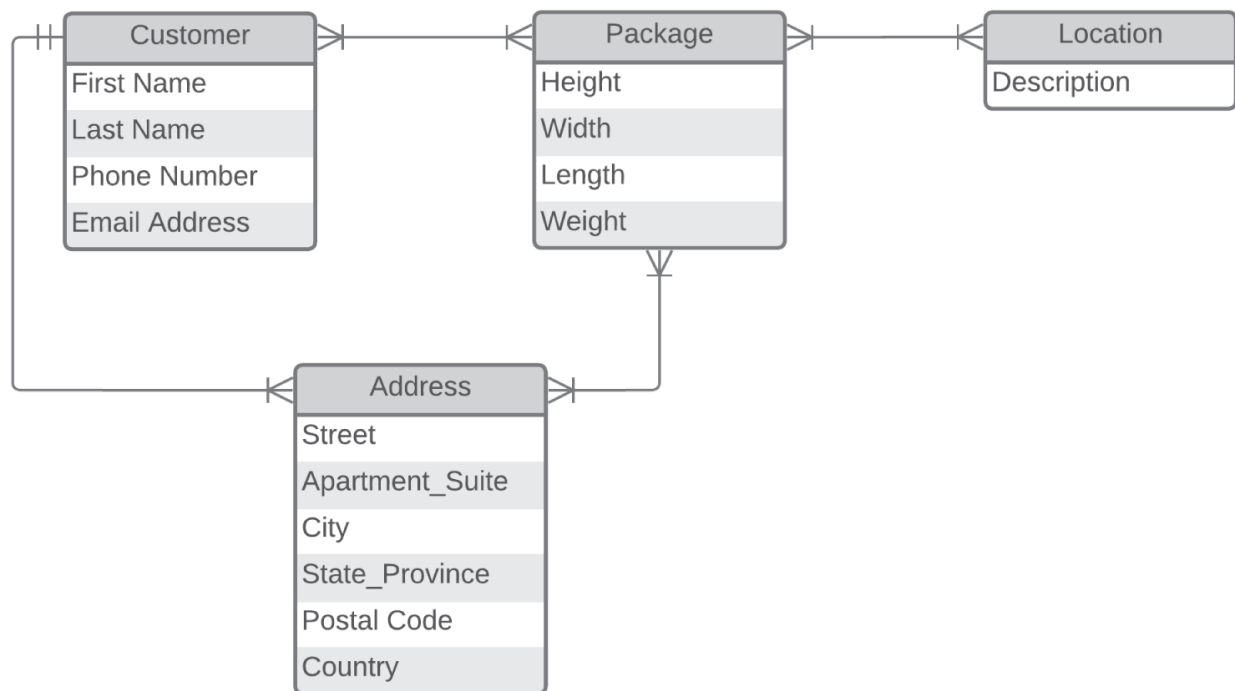 Customer
First Name
Last Name
Phone Number
Email Address
Package
Height
Width
Length
Weight
Location
Description
Address
Street
Apartment_Suite
City
State_Province
Postal Code
Country